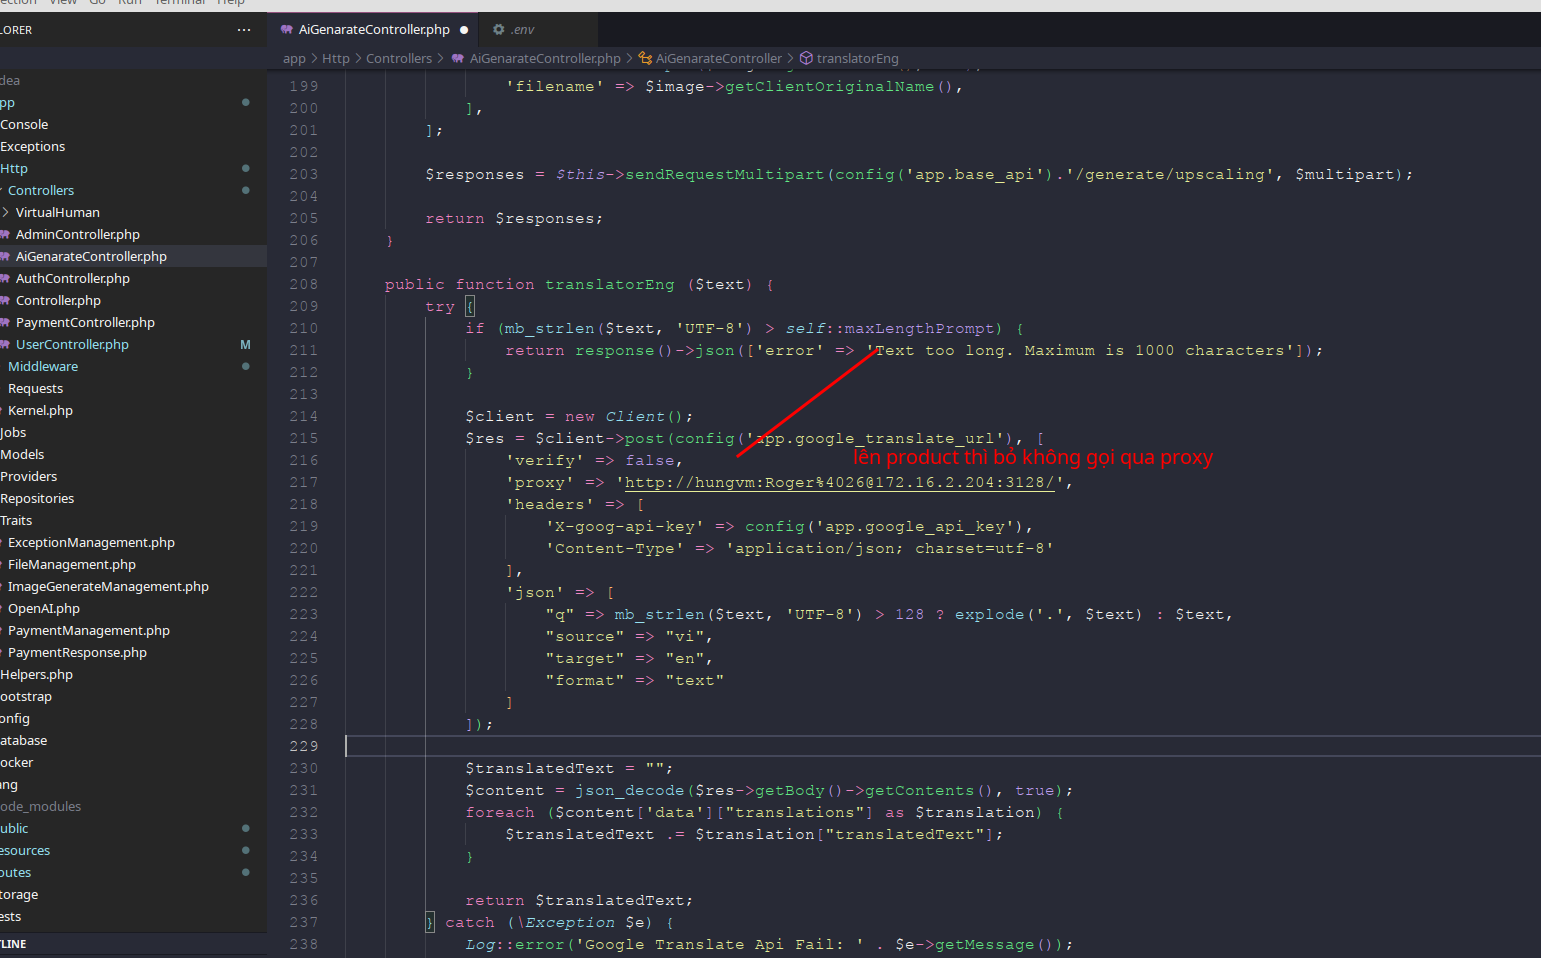 ection View Go Run Terminal Help
LORER ···
AiGenarateController.php
.env
app > Http > Controllers > AiGenarateController.php > AiGenarateController > translatorEng
dea
pp
Console
Exceptions
Http
Controllers
VirtualHuman
AdminController.php
AiGenarateController.php
AuthController.php
Controller.php
PaymentController.php
UserController.php M
Middleware
Requests
Kernel.php
Jobs
Models
Providers
Repositories
Traits
ExceptionManagement.php
FileManagement.php
ImageGenerateManagement.php
OpenAI.php
PaymentManagement.php
PaymentResponse.php
Helpers.php
ootstrap
onfig
atabase
ocker
ang
ode_modules
ublic
esources
outes
torage
ests
LINE
199 'filename' => $image->getClientOriginalName(),
200 ],
201 ];
202
203 $responses = $this->sendRequestMultipart(config('app.base_api').'/generate/upscaling', $multipart);
204
205 return $responses;
206 }
207
208 public function translatorEng ($text) {
209 try {
210 if (mb_strlen($text, 'UTF-8') > self::maxLengthPrompt) {
211 return response()->json(['error' => 'Text too long. Maximum is 1000 characters']);
212 }
213
214 $client = new Client();
215 $res = $client->post(config('app.google_translate_url'), [
216 'verify' => false,
lên product thì bỏ không gọi qua proxy
217 'proxy' => 'http://hungvm:Roger%4026@172.16.2.204:3128/',
218 'headers' => [
219 'X-goog-api-key' => config('app.google_api_key'),
220 'Content-Type' => 'application/json; charset=utf-8'
221 ],
222 'json' => [
223 "q" => mb_strlen($text, 'UTF-8') > 128 ? explode('.', $text) : $text,
224 "source" => "vi",
225 "target" => "en",
226 "format" => "text"
227 ]
228 ]);
229
230 $translatedText = "";
231 $content = json_decode($res->getBody()->getContents(), true);
232 foreach ($content['data']["translations"] as $translation) {
233 $translatedText .= $translation["translatedText"];
234 }
235
236 return $translatedText;
237 } catch (\Exception $e) {
238 Log::error('Google Translate Api Fail: ' . $e->getMessage());